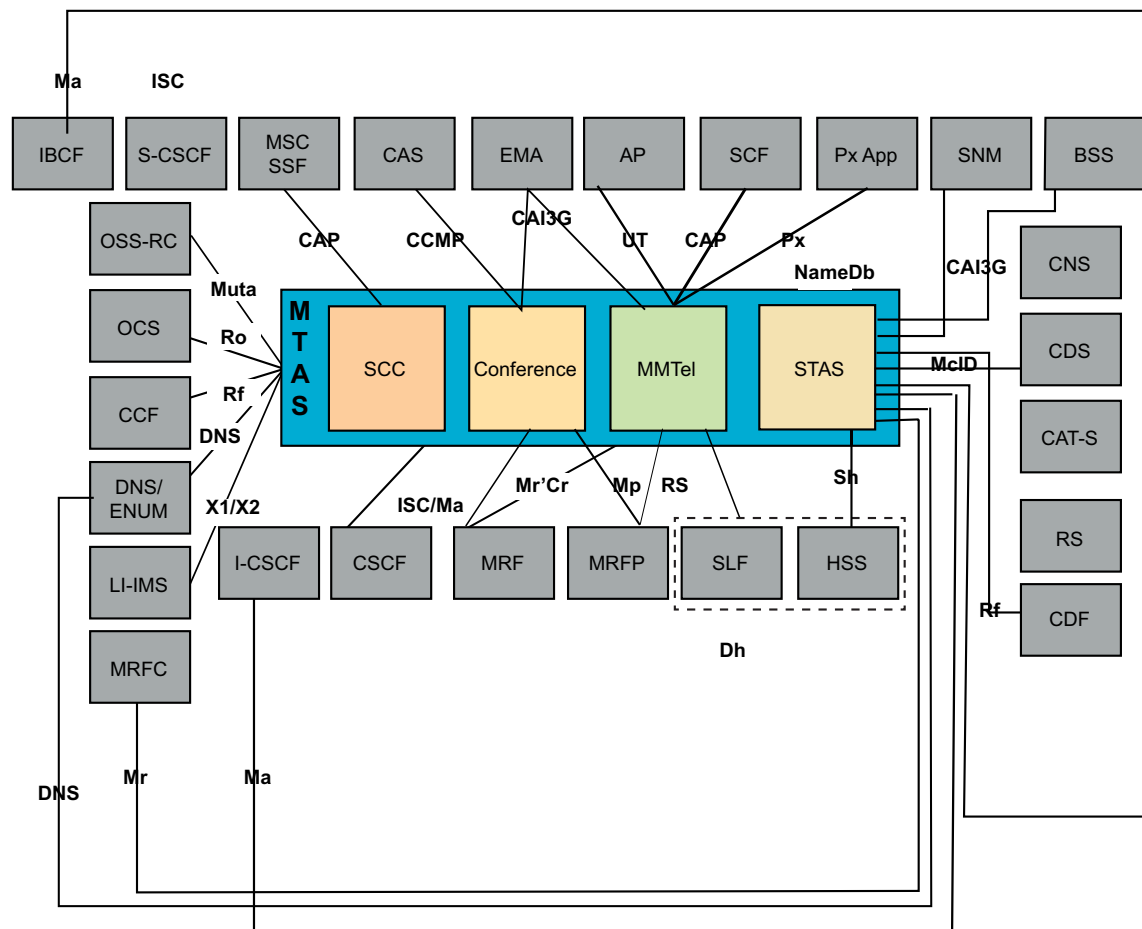 Ma
ISC
IBCF
S-CSCF
MSC
SSF
CAS
EMA
AP
SCF
Px App
SNM
BSS
OSS-RC
CAP
CCMP
CAI3G
UT
CAP
Px
NameDb
CAI3G
CNS
Muta
OCS
Ro
M
T
A
S
SCC
Conference
MMTel
STAS
McID
CDS
CCF
Rf
DNS
CAT-S
DNS/
ENUM
X1/X2
ISC/Ma
Mr’Cr
Mp
RS
Sh
LI-IMS
I-CSCF
CSCF
MRF
MRFP
SLF
HSS
RS
Rf
CDF
MRFC
Dh
DNS
Mr
Ma